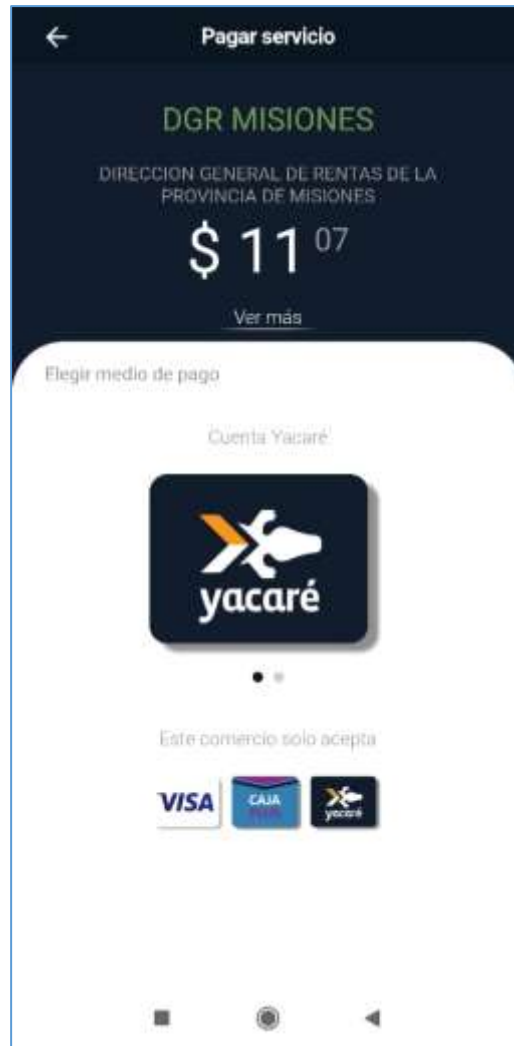 Pagar servicio
DGR MISIONES
DIRECCION GENERAL DE RENTAS DE LA
PROVINCIA DE MISIONES
$ 11 07
Ver más
Elegir medio de pago
Cuenta Yacaré
yacaré
Este comercio solo acepta
VISA
CAJA
yacaré